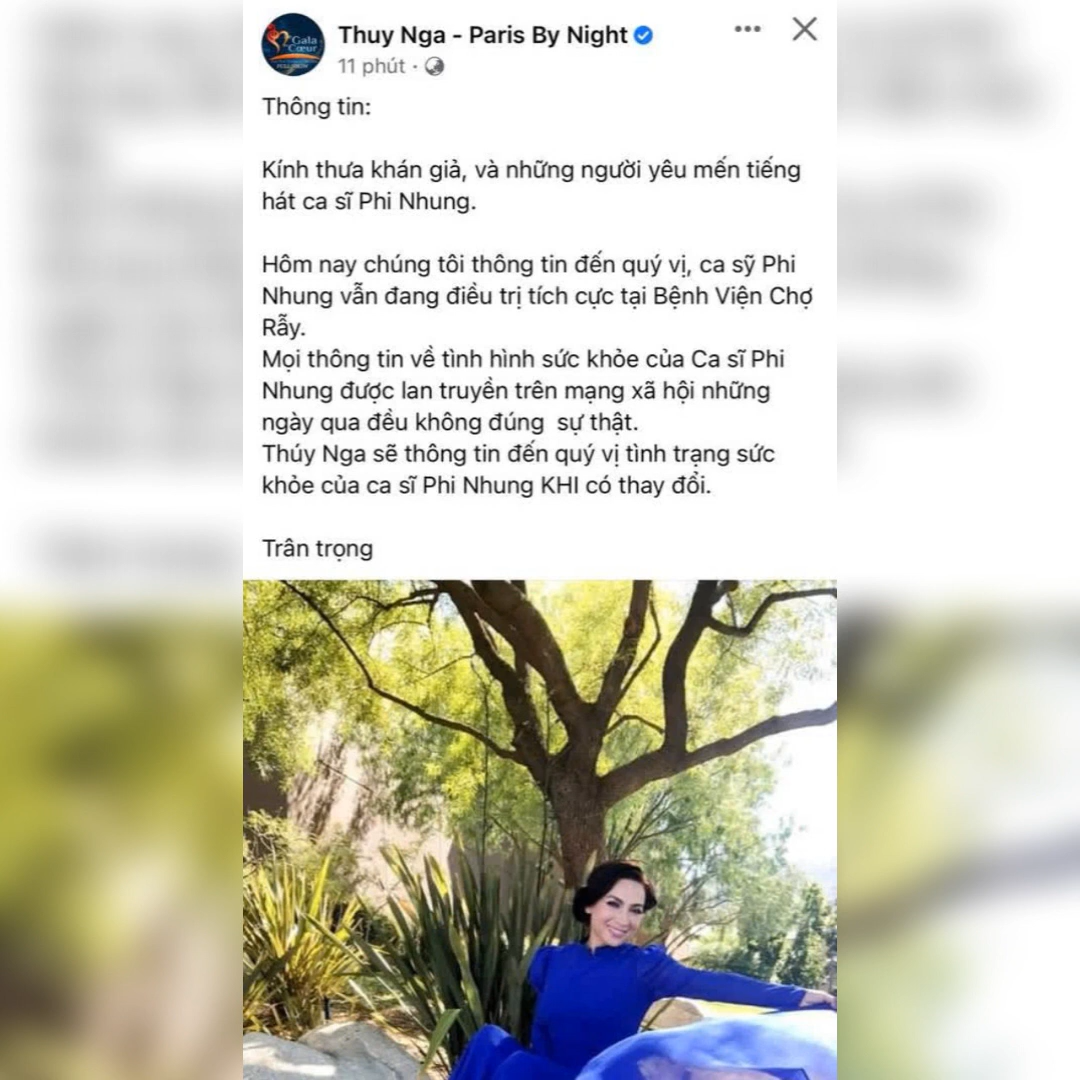 Thuy Nga - Paris By Night
11 phút ·
Gala
Cœur
Thông tin:
Kính thưa khán giả, và những người yêu mến tiếng
hát ca sĩ Phi Nhung.
Hôm nay chúng tôi thông tin đến quý vị, ca sỹ Phi
Nhung vẫn đang điều trị tích cực tại Bệnh Viện Chợ
Rẫy.
Mọi thông tin về tình hình sức khỏe của Ca sĩ Phi
Nhung được lan truyền trên mạng xã hội những
ngày qua đều không đúng  sự thật.
Thúy Nga sẽ thông tin đến quý vị tình trạng sức
khỏe của ca sĩ Phi Nhung KHI có thay đổi.
Trân trọng